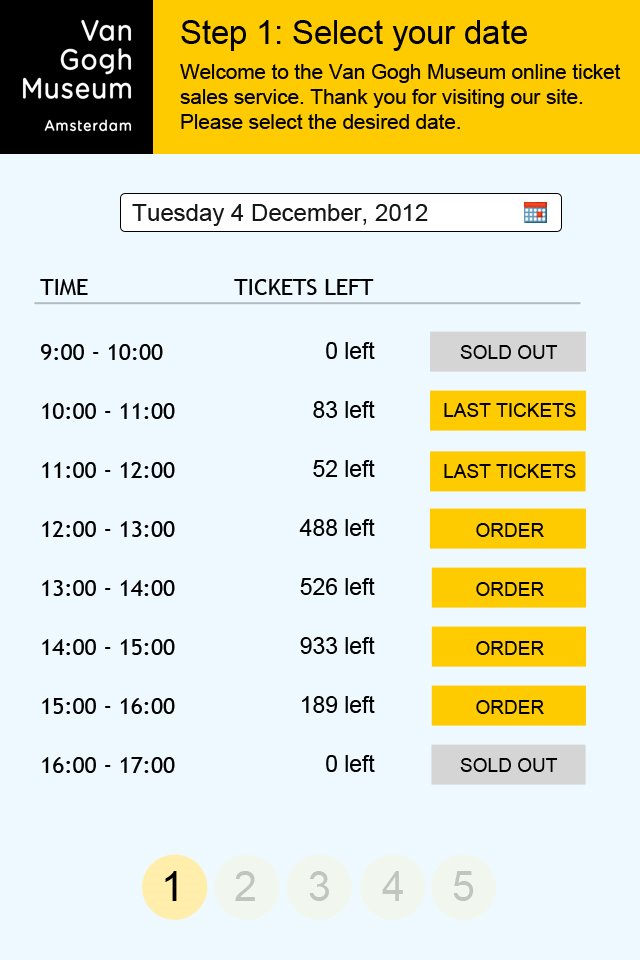 Van
Gogh
Museum
Amsterdam
Step 1: Select your date
Welcome to the Van Gogh Museum online ticket
sales service. Thank you for visiting our site.
Please select the desired date.
Tuesday 4 December, 2012
TIME TICKETS LEFT
9:00 - 10:00 0 left SOLD OUT
10:00 - 11:00 83 left LAST TICKETS
11:00 - 12:00 52 left LAST TICKETS
12:00 - 13:00 488 left ORDER
13:00 - 14:00 526 left ORDER
14:00 - 15:00 933 left ORDER
15:00 - 16:00 189 left ORDER
16:00 - 17:00 0 left SOLD OUT
1 2 3 4 5